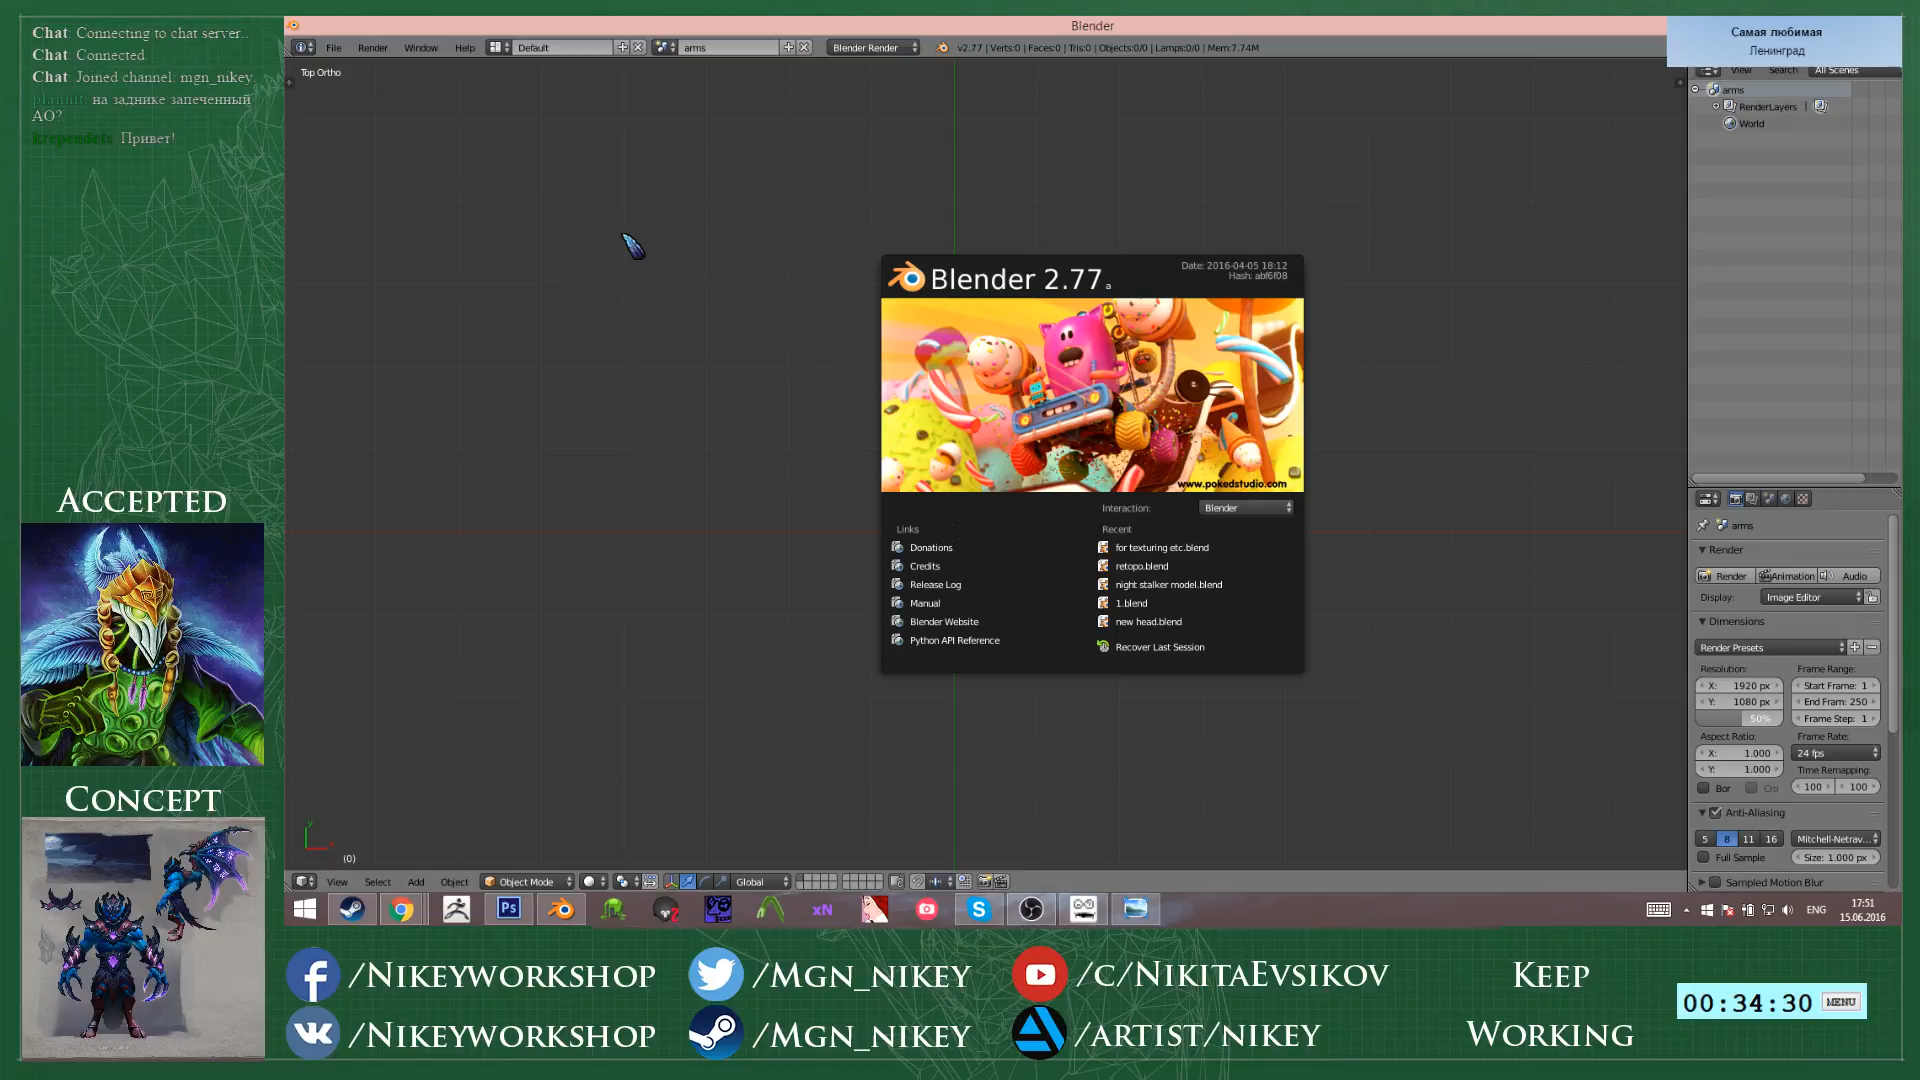 Chat: Connecting to chat server..
Chat: Connected.
Chat: Joined channel: mgn_nikey.
на заднике запеченный
АО?
krependels Привет!
ACCEPTED
CONCEPT
Blender
File Render Window Help Default arms Blender Render v2.77 | Verts:0 | Faces:0 | Tris:0 | Objects:0/0 | Lamps:0/0 | Mem:7.74M
Самая любимая
Ленинград
Top Ortho
View Search All Scenes
arms
RenderLayers
World
Blender 2.77 a
Date: 2016-04-05 18:12
Hash: abf6f08
www.pokedstudio.com
Interaction: Blender
Links
Donations
Credits
Release Log
Manual
Blender Website
Python API Reference
Recent
for texturing etc.blend
retopo.blend
night stalker model.blend
1.blend
new head.blend
Recover Last Session
arms
Render
Render Animation Audio
Display: Image Editor
Dimensions
Render Presets
Resolution: Frame Range:
X: 1920 px Start Frame: 1
Y: 1080 px End Fram: 250
50% Frame Step: 1
Aspect Ratio: Frame Rate:
X: 1.000 24 fps
Y: 1.000 Time Remapping:
Bor Cro 100 100
Anti-Aliasing
5 8 11 16 Mitchell-Netrav...
Full Sample Size: 1.000 px
Sampled Motion Blur
y
(0)
View Select Add Object Object Mode Global
Ps 2 xN S ENG 17:51
15.06.2016
/NIKEYWORKSHOP /MGN_NIKEY /C/NIKITAEVSIKOV
/NIKEYWORKSHOP /MGN_NIKEY /ARTIST/NIKEY
KEEP
WORKING
00:34:30 MENU